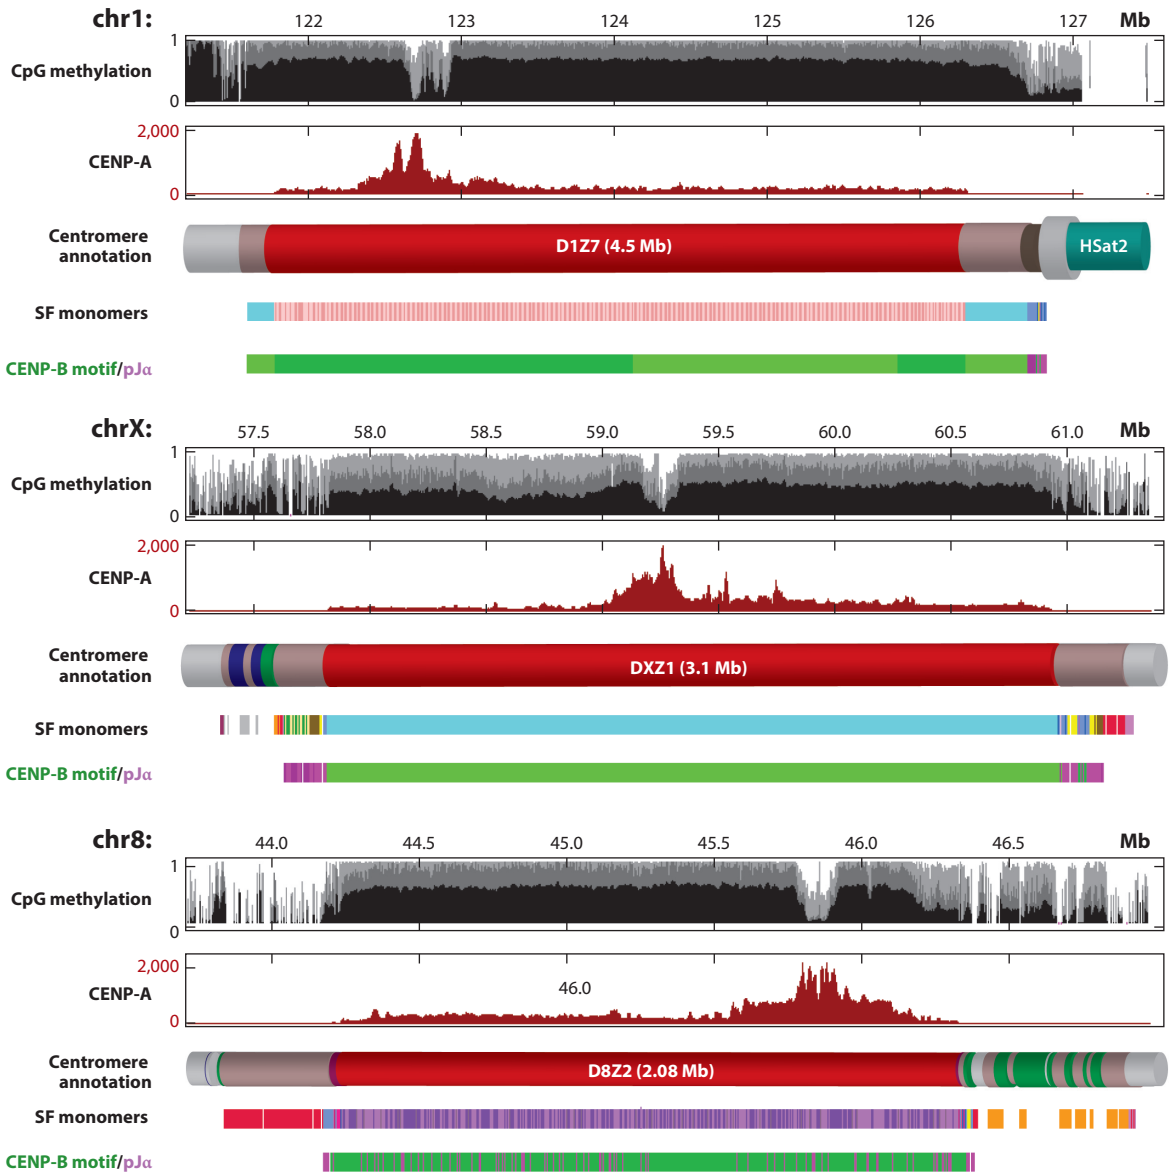 chr1:
122 123 124 125 126 127 Mb
1
CpG methylation
0
2,000
CENP-A
0
Centromere
annotation
D1Z7 (4.5 Mb)
HSat2
SF monomers
CENP-B motif/pJα
chrX:
57.5 58.0 58.5 59.0 59.5 60.0 60.5 61.0 Mb
1
CpG methylation
0
2,000
CENP-A
0
Centromere
annotation
DXZ1 (3.1 Mb)
SF monomers
CENP-B motif/pJα
chr8:
44.0 44.5 45.0 45.5 46.0 46.5 Mb
1
CpG methylation
0
2,000
CENP-A
46.0
0
Centromere
annotation
D8Z2 (2.08 Mb)
SF monomers
CENP-B motif/pJα